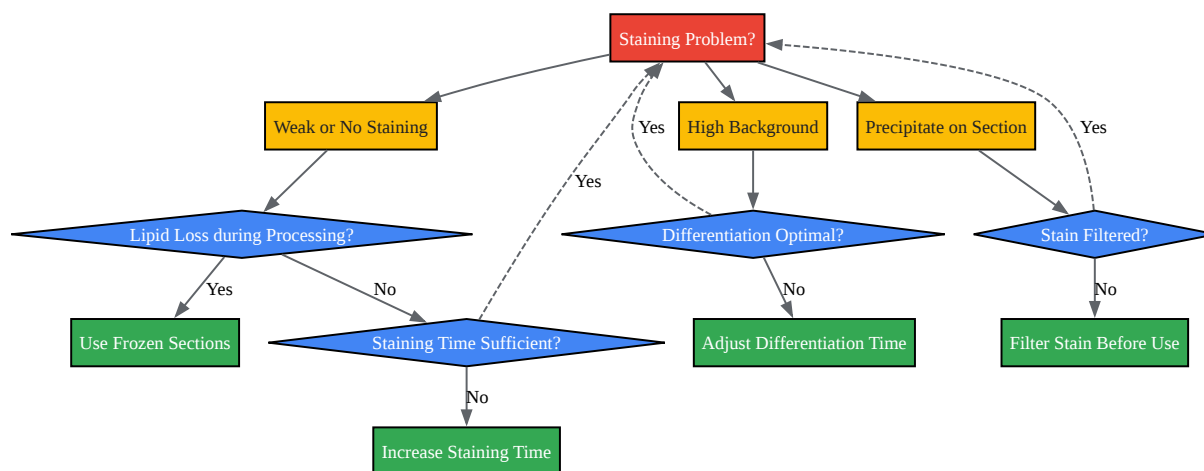 Staining Problem?
Weak or No Staining
High Background
Precipitate on Section
Yes
Yes
Yes
Lipid Loss during Processing?
Differentiation Optimal?
Stain Filtered?
Yes
No
No
No
Use Frozen Sections
Staining Time Sufficient?
Adjust Differentiation Time
Filter Stain Before Use
No
Increase Staining Time